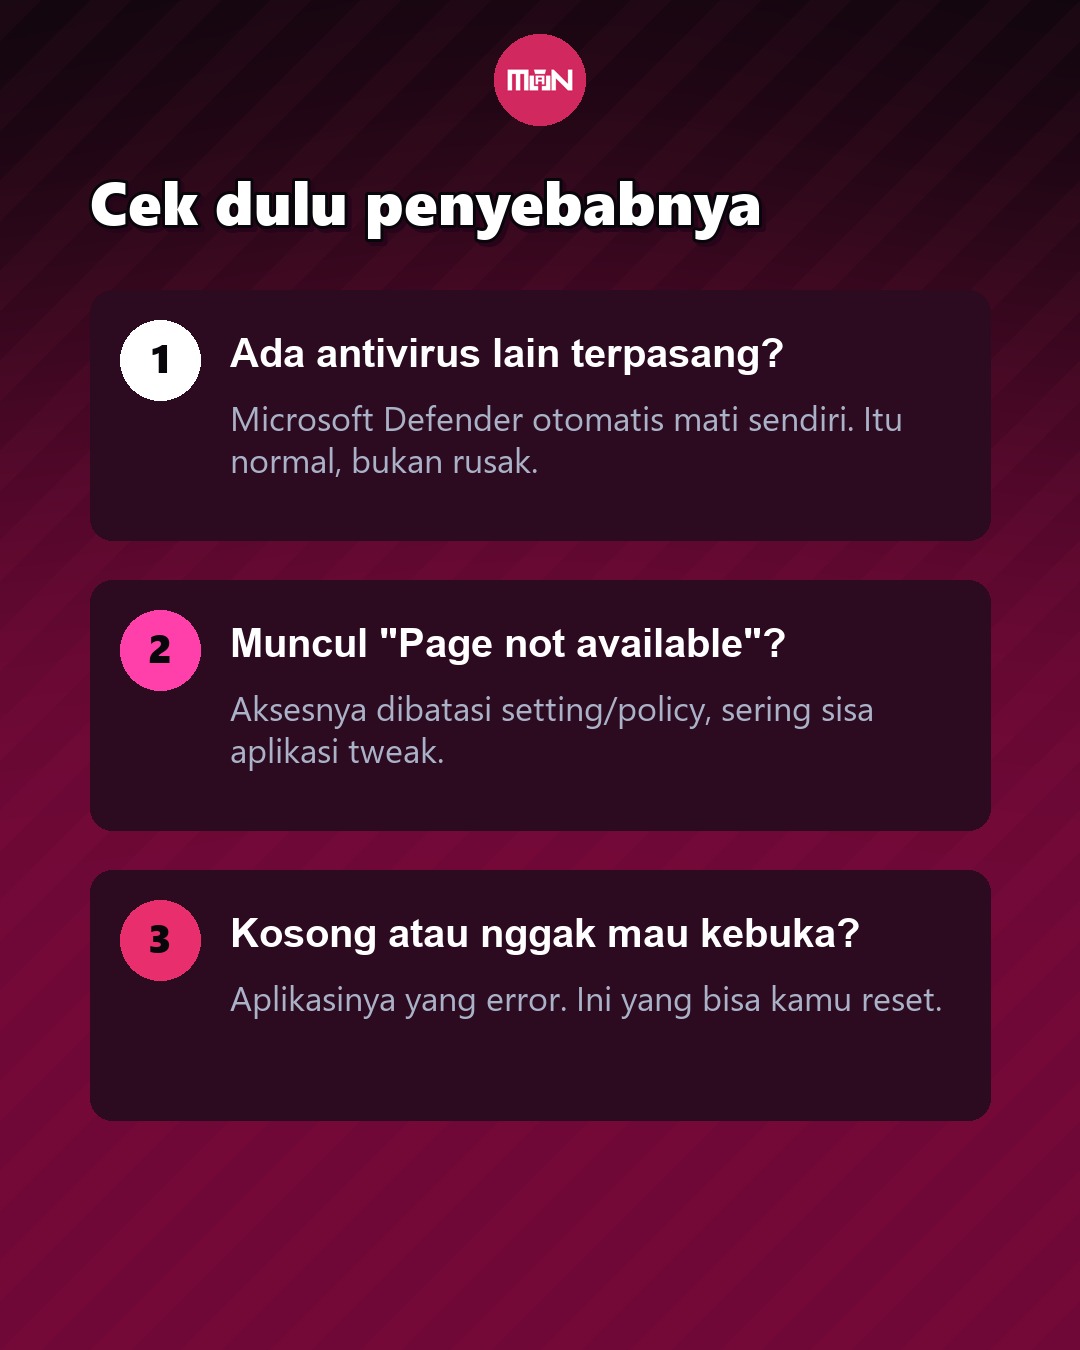 MAN
Cek dulu penyebabnya
1
Ada antivirus lain terpasang?
Microsoft Defender otomatis mati sendiri. Itu
normal, bukan rusak.
2
Muncul "Page not available"?
Aksesnya dibatasi setting/policy, sering sisa
aplikasi tweak.
3
Kosong atau nggak mau kebuka?
Aplikasinya yang error. Ini yang bisa kamu reset.